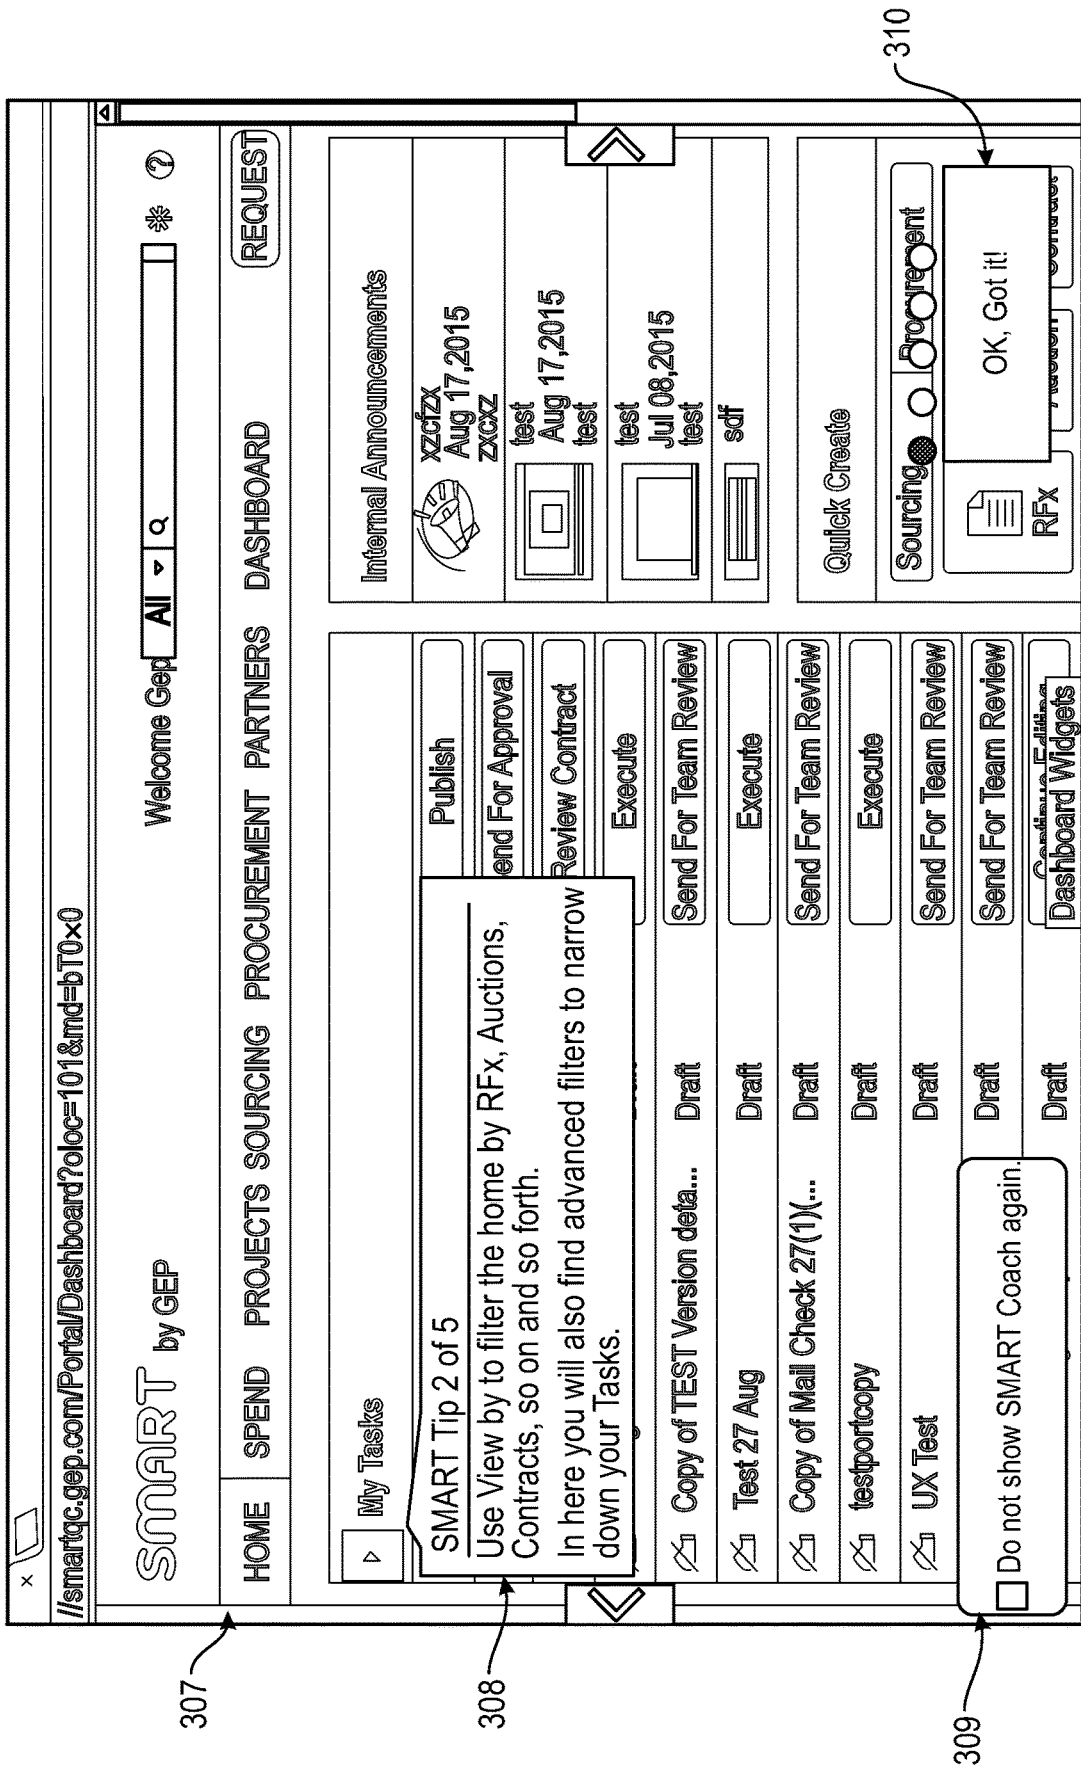 ×
//smartqc.gep.com/Portal/Dashboard?oloc=101&md=bT0×0
SMART by GEP
Welcome Gep
All
?
HOME SPEND PROJECTS SOURCING PROCUREMENT PARTNERS DASHBOARD
REQUEST
307
My Tasks
SMART Tip 2 of 5
Use View by to filter the home by RFx, Auctions,
Contracts, so on and so forth.
In here you will also find advanced filters to narrow
down your Tasks.
308
Publish
end For Approval
Review Contract
Execute
Copy of TEST Version deta... Draft Send For Team Review
Test 27 Aug Draft Execute
Copy of Mail Check 27(1)(... Draft Send For Team Review
testportcopy Draft Execute
UX Test Draft Send For Team Review
Draft Send For Team Review
Draft
Dashboard Widgets
Do not show SMART Coach again.
309
Internal Announcements
xzcfzx
Aug 17,2015
zxcxz
test
Aug 17,2015
test
test
Jul 08,2015
test
sdf
Quick Create
Sourcing Procurement
RFx
OK, Got it!
310